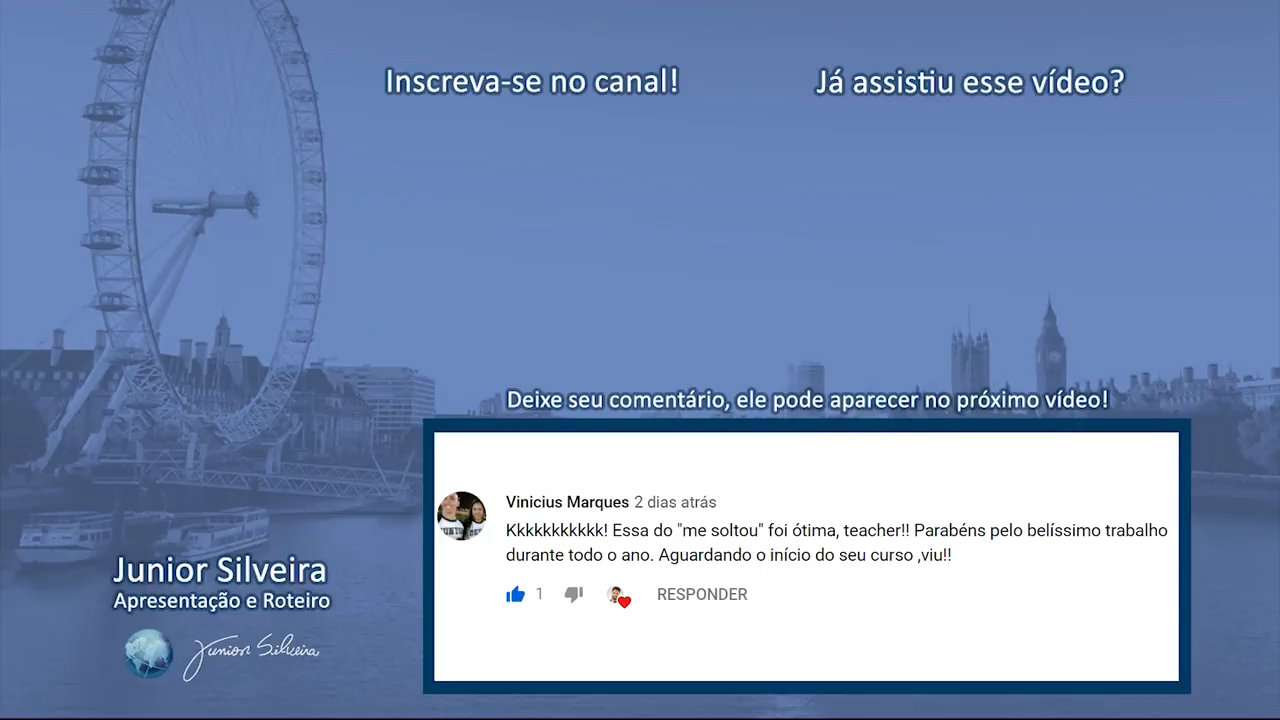 Inscreva-se no canal!
Já assistiu esse vídeo?
Deixe seu comentário, ele pode aparecer no próximo vídeo!
Vinicius Marques 2 dias atrás
Kkkkkkkkkkk! Essa do "me soltou" foi ótima, teacher!! Parabéns pelo belíssimo trabalho
durante todo o ano. Aguardando o início do seu curso ,viu!!
1
RESPONDER
Junior Silveira
Apresentação e Roteiro
Junior Silveira